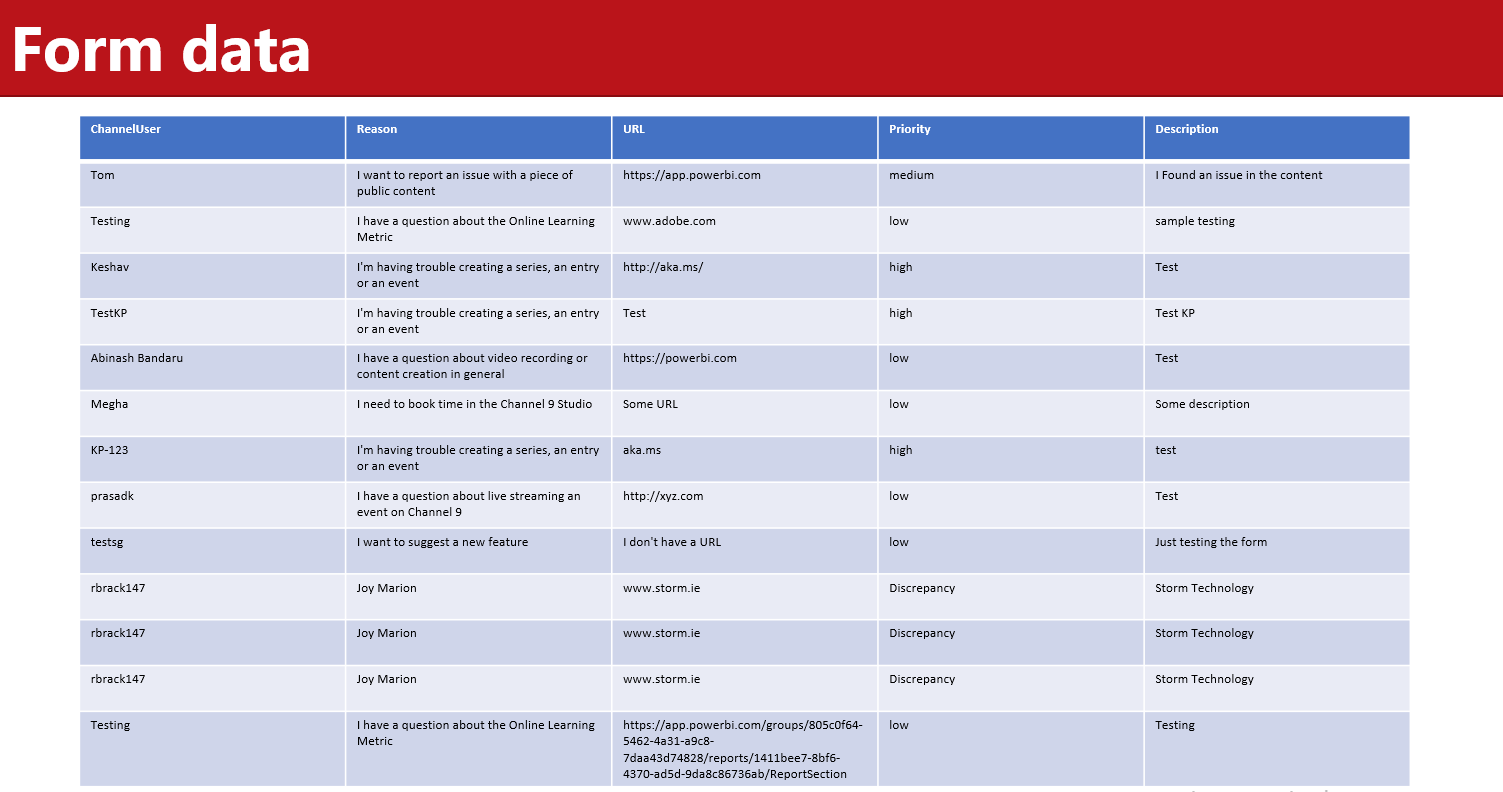 Form data
ChannelUser Reason URL Priority Description
Tom I want to report an issue with a piece of https://app.powerbi.com medium I Found an issue in the content
public content
Testing I have a question about the Online Learning www.adobe.com low sample testing
Metric
Keshav I'm having trouble creating a series, an entry http://aka.ms/ high Test
or an event
TestKP I'm having trouble creating a series, an entry Test high Test KP
or an event
Abinash Bandaru I have a question about video recording or https://powerbi.com low Test
content creation in general
Megha I need to book time in the Channel 9 Studio Some URL low Some description
KP-123 I'm having trouble creating a series, an entry aka.ms high test
or an event
prasadk I have a question about live streaming an http://xyz.com low Test
event on Channel 9
testsg I want to suggest a new feature I don't have a URL low Just testing the form
rbrack147 Joy Marion www.storm.ie Discrepancy Storm Technology
rbrack147 Joy Marion www.storm.ie Discrepancy Storm Technology
rbrack147 Joy Marion www.storm.ie Discrepancy Storm Technology
Testing I have a question about the Online Learning https://app.powerbi.com/groups/805c0f64- low Testing
Metric 5462-4a31-a9c8-
7daa43d74828/reports/1411bee7-8bf6-
4370-ad5d-9da8c86736ab/ReportSection